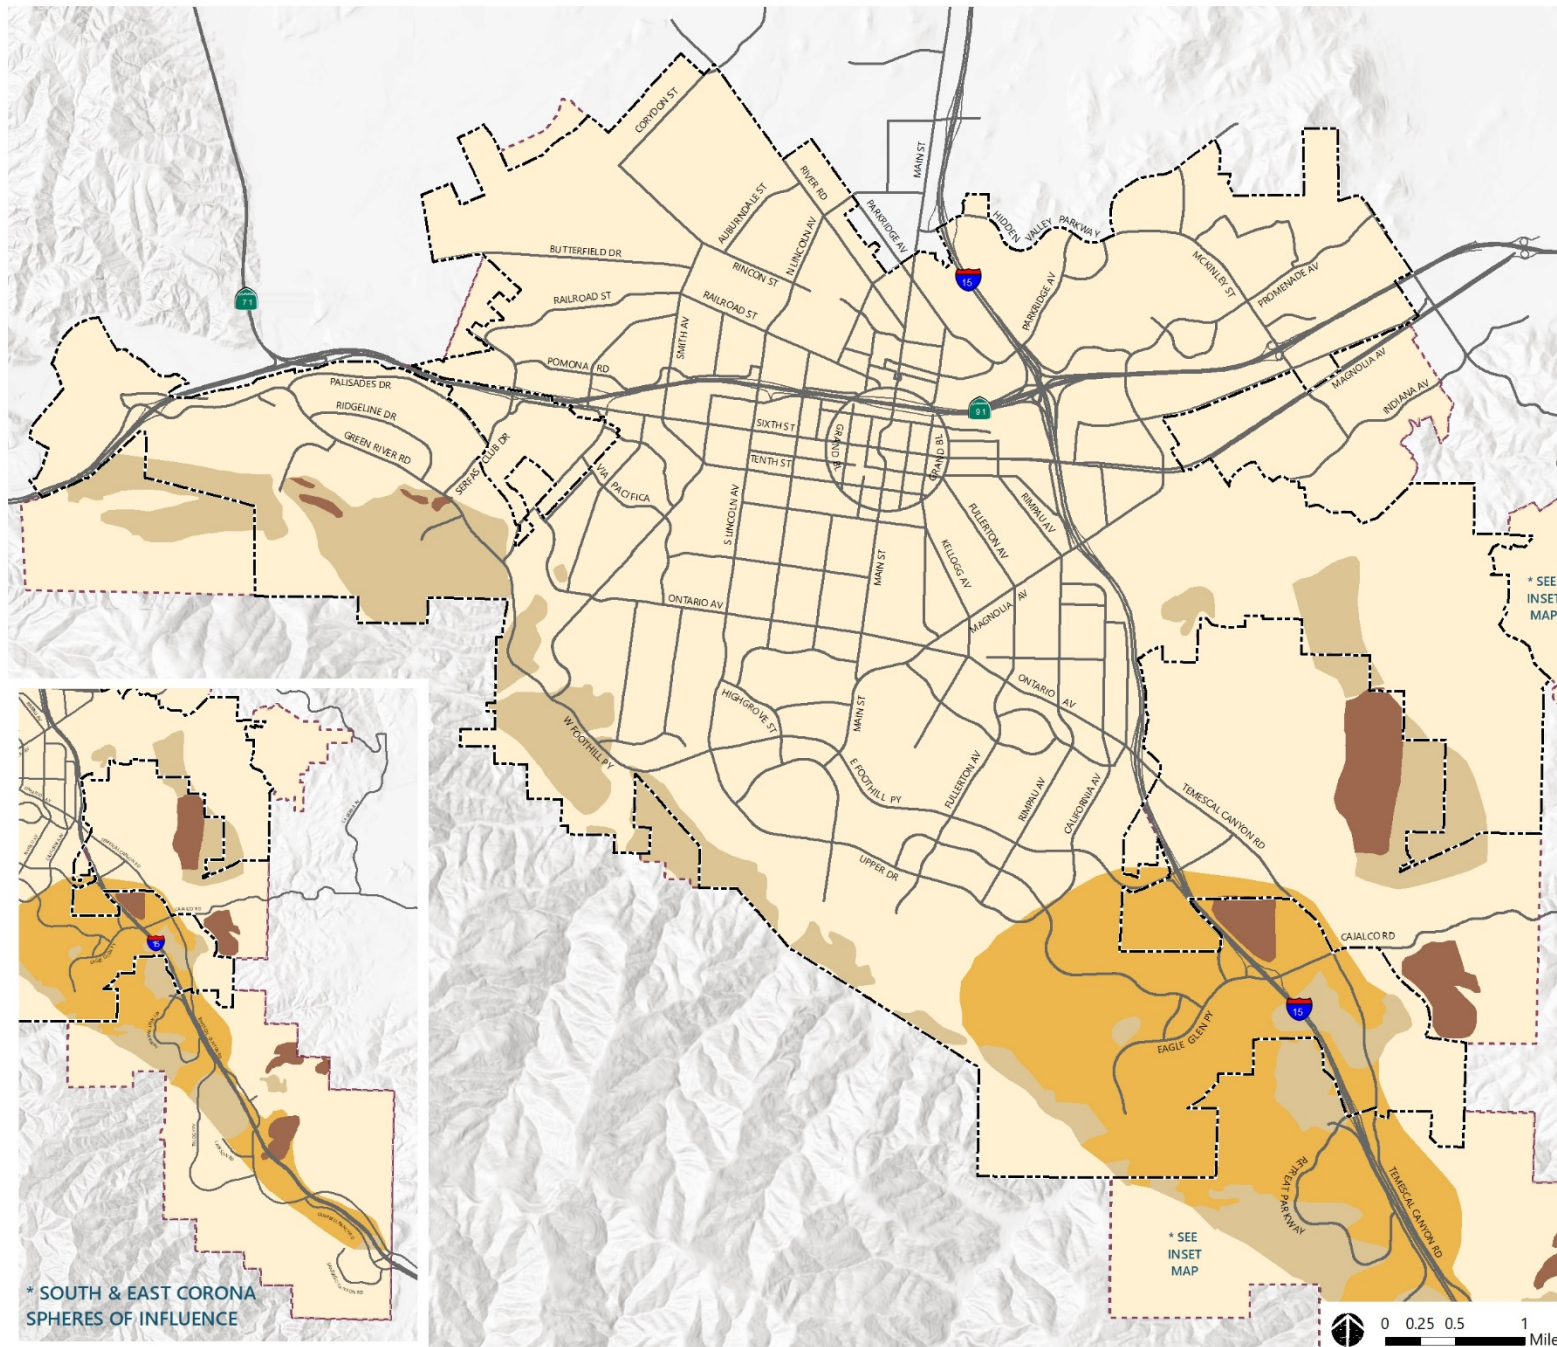 CORYDON ST
MAIN ST
RIVER RD
AUBURNDALE ST
PARKRIDGE AV
HIDDEN
VALLEY PARKWAY
N LINCOLN AV
BUTTERFIELD DR
RINCON ST
MCKINLEY ST
PROMENADE AV
15
71
RAILROAD ST
RAILROAD ST
PARKRIDGE AV
SMITH AV
POMONA RD
MAGNOLIA AV
PALISADES DR
INDIANA AV
RIDGELINE DR
91
SIXTH ST
GRAND BL
GRAND BL
GREEN RIVER RD
SERFAS CLUB DR
TENTH ST
VIA PACIFICA
S LINCOLN AV
RIMPAU AV
FULLERTON AV
KELLOGG AV
MAIN ST
* SEE
INSET
MAP
ONTARIO AV
MAGNOLIA AV
ONTARIO AV
HIGHGROVE ST
MAIN ST
W FOOTHILL PY
E FOOTHILL PY
FULLERTON AV
RIMPAU AV
CALIFORNIA AV
TEMESCAL CANYON RD
UPPER DR
CAJALCO RD
15
EAGLE GLEN PY
RETREAT PARKWAY
TEMESCAL CANYON RD
* SEE
INSET
MAP
CAJALCO RD
15
* SOUTH & EAST CORONA
SPHERES OF INFLUENCE
0 0.25 0.5 1
Mile